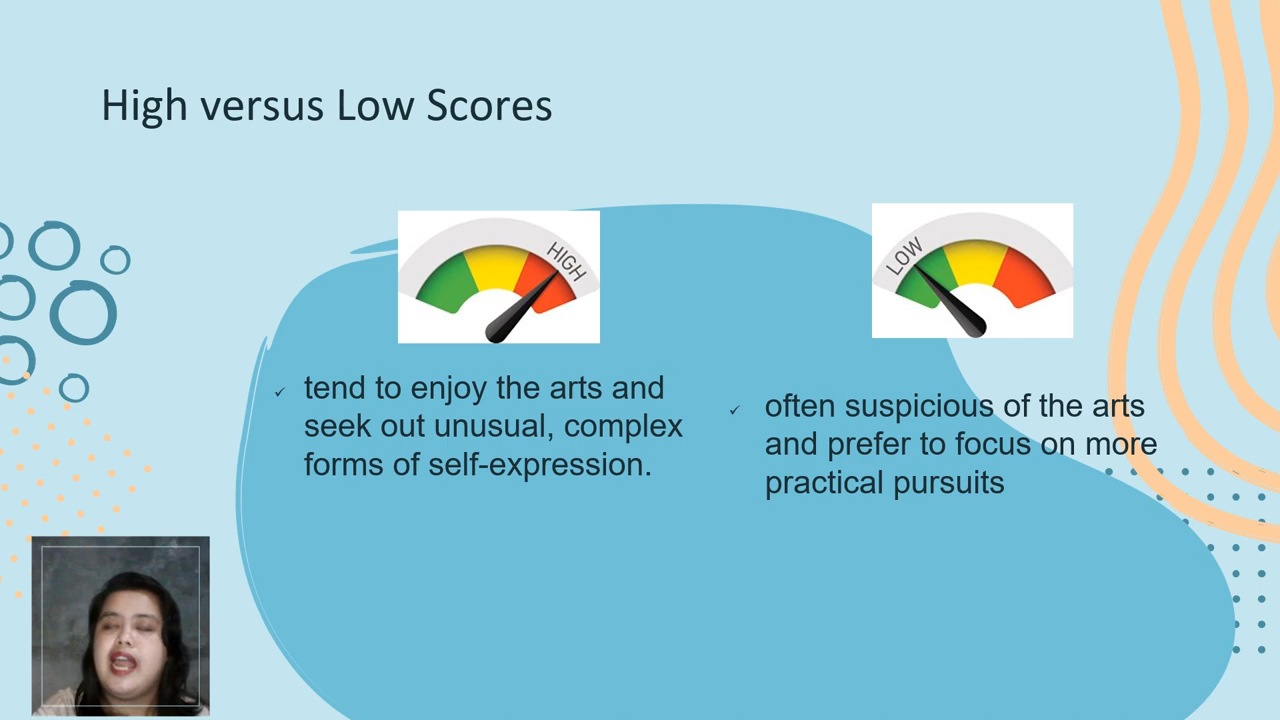 High versus Low Scores
HIGH
LOW
✓ tend to enjoy the arts and
seek out unusual, complex
forms of self-expression.
✓ often suspicious of the arts
and prefer to focus on more
practical pursuits